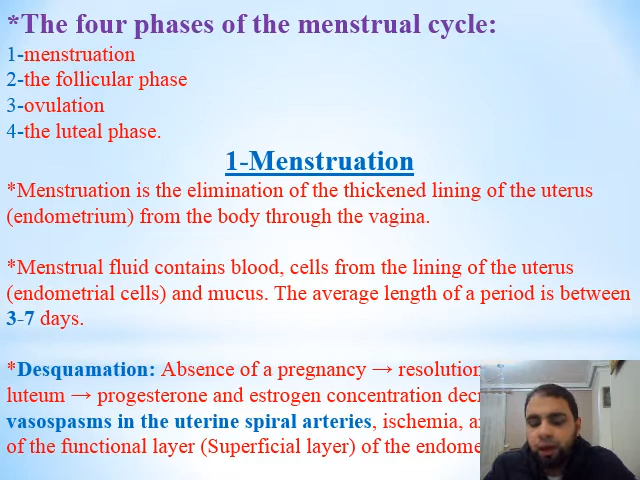 *The four phases of the menstrual cycle:
1-menstruation
2-the follicular phase
3-ovulation
4-the luteal phase.
1-Menstruation
*Menstruation is the elimination of the thickened lining of the uterus
(endometrium) from the body through the vagina.
*Menstrual fluid contains blood, cells from the lining of the uterus
(endometrial cells) and mucus. The average length of a period is between
3-7 days.
*Desquamation: Absence of a pregnancy → resolution
luteum → progesterone and estrogen concentration
vasospasms in the uterine spiral arteries, ischemia,
of the functional layer (Superficial layer) of the